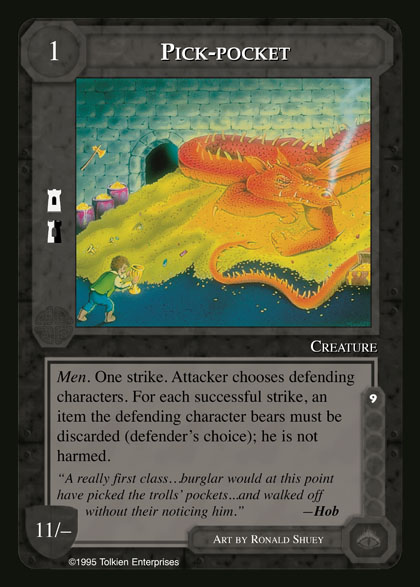 1
PICK-POCKET
CREATURE
Men. One strike. Attacker chooses defending
characters. For each successful strike, an
item the defending character bears must be
discarded (defender's choice); he is not
harmed.
9
“A really first class…burglar would at this point
have picked the trolls’ pockets...and walked off
without their noticing him.” —Hob
11/–
ART BY RONALD SHUEY
©1995 Tolkien Enterprises